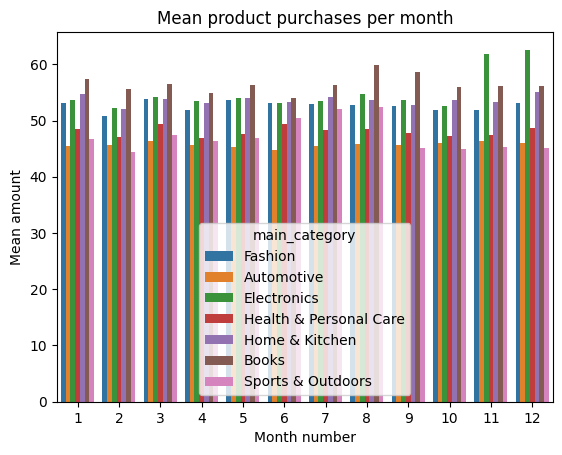 Mean product purchases per month
60
50
40
30
20
10
0
Mean amount
main_category
Fashion
Automotive
Electronics
Health & Personal Care
Home & Kitchen
Books
Sports & Outdoors
1 2 3 4 5 6 7 8 9 10 11 12
Month number